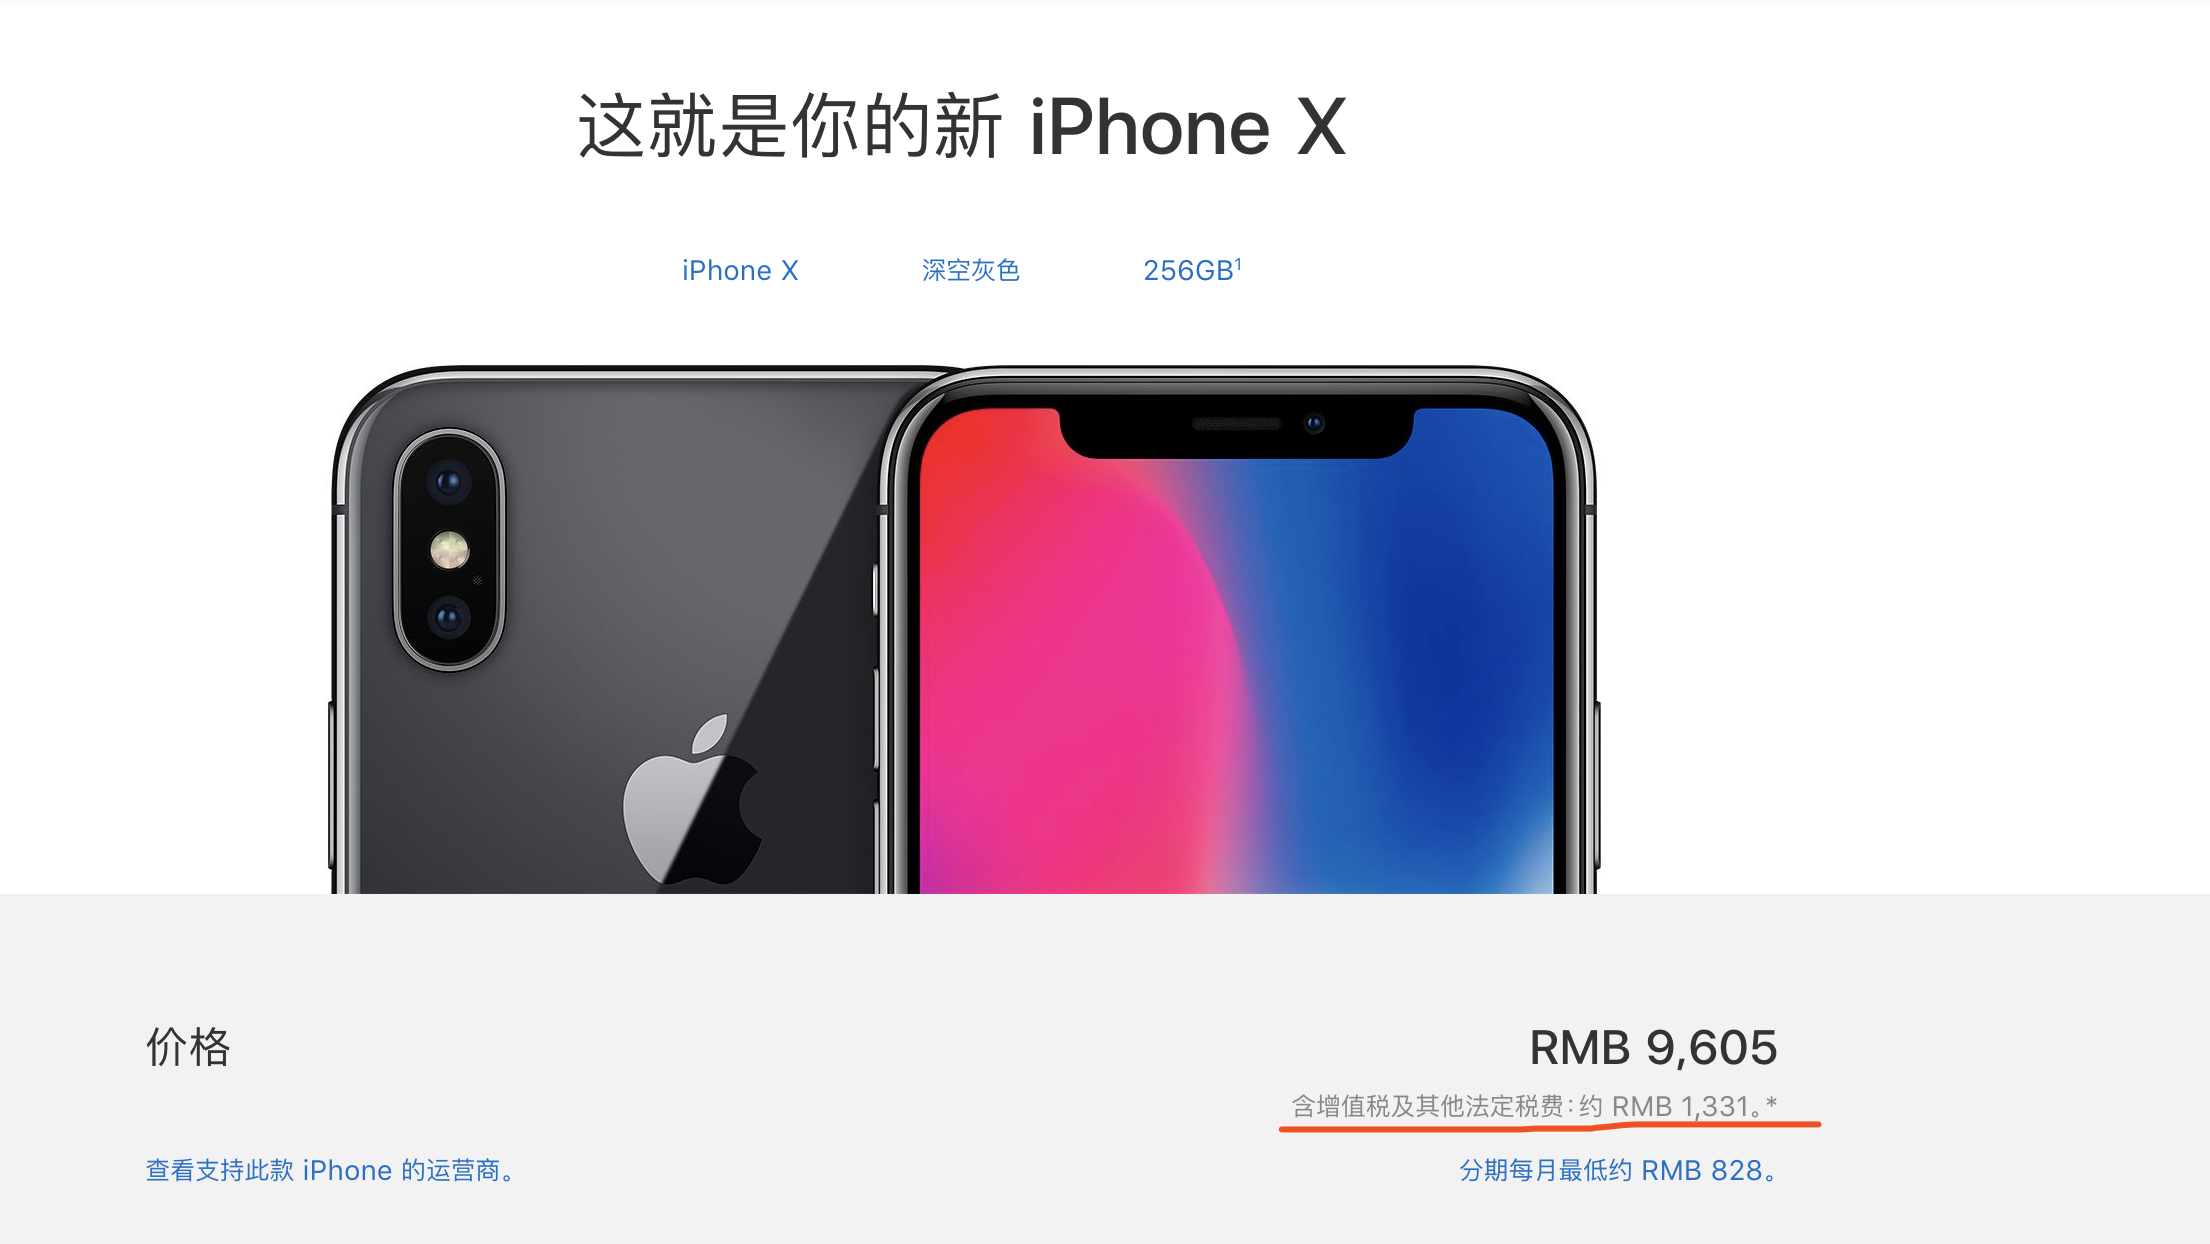 这就是你的新 iPhone X
iPhone X 深空灰色 256GB¹
价格 RMB 9,605
含增值税及其他法定税费：约 RMB 1,331。*
查看支持此款 iPhone 的运营商。 分期每月最低约 RMB 828。